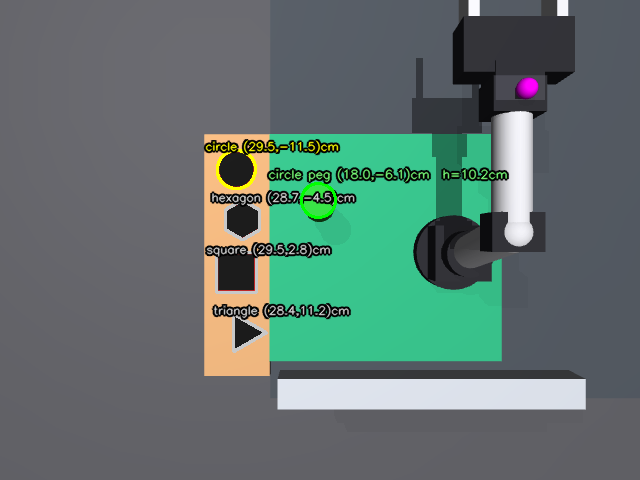 circle (29.5,-11.5)cm
circle peg (18.0,-6.1)cm h=10.2cm
hexagon (28.7,-4.5)cm
square (29.5,2.8)cm
triangle (28.4,11.2)cm